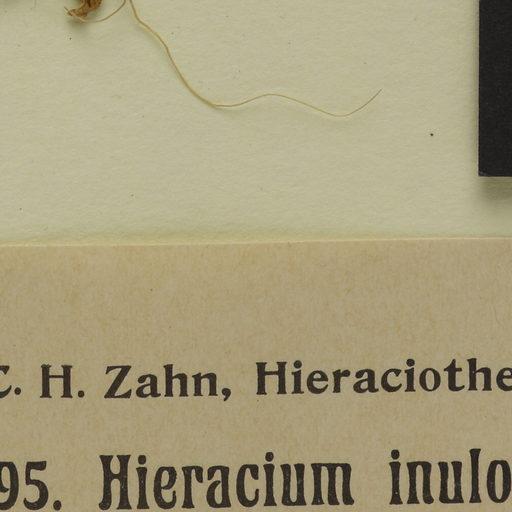 C. H. Zahn, Hieraciothe
95. Hieracium inulo